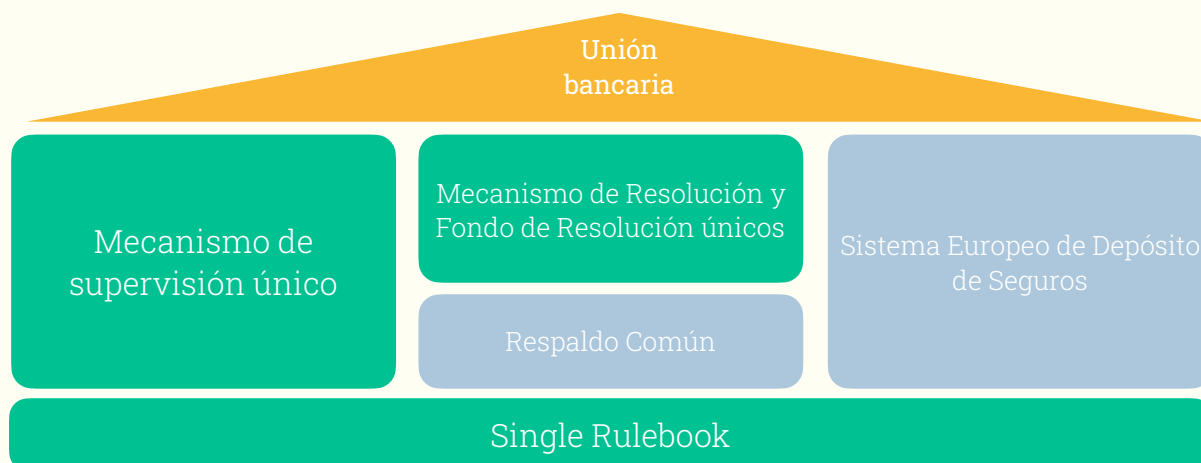 Unión
bancaria
Mecanismo de
supervisión único
Mecanismo de Resolución y
Fondo de Resolución únicos
Respaldo Común
Sistema Europeo de Depósito
de Seguros
Single Rulebook